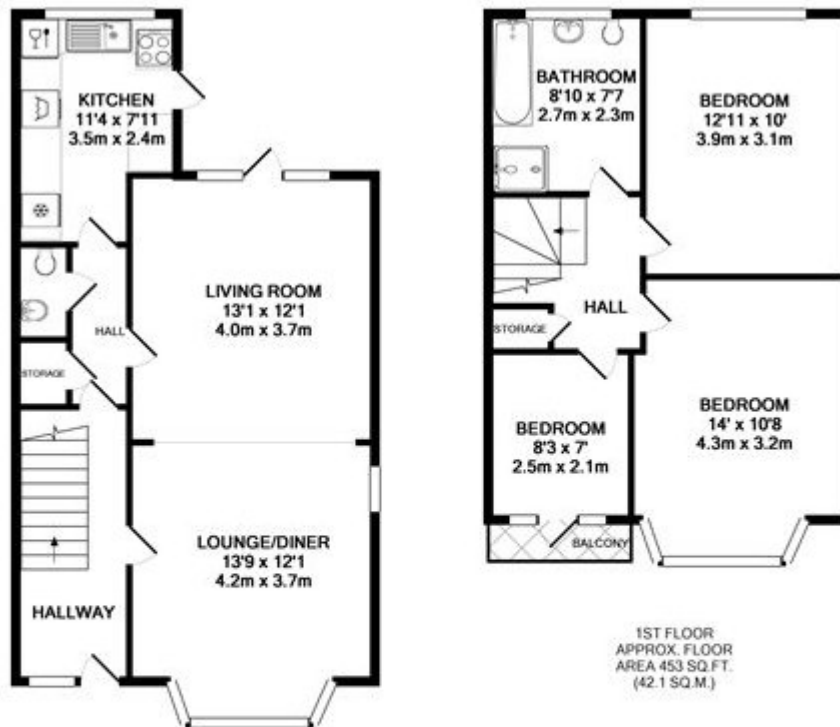 KITCHEN
11'4 x 7'11
3.5m x 2.4m
LIVING ROOM
13'1 x 12'1
4.0m x 3.7m
HALL
STORAGE
LOUNGE/DINER
13'9 x 12'1
4.2m x 3.7m
HALLWAY
BATHROOM
8'10 x 7'7
2.7m x 2.3m
BEDROOM
12'11 x 10'
3.9m x 3.1m
HALL
STORAGE
BEDROOM
8'3 x 7'
2.5m x 2.1m
BEDROOM
14' x 10'8
4.3m x 3.2m
BALCONY
1ST FLOOR
APPROX. FLOOR
AREA 453 SQ.FT.
(42.1 SQ.M.)